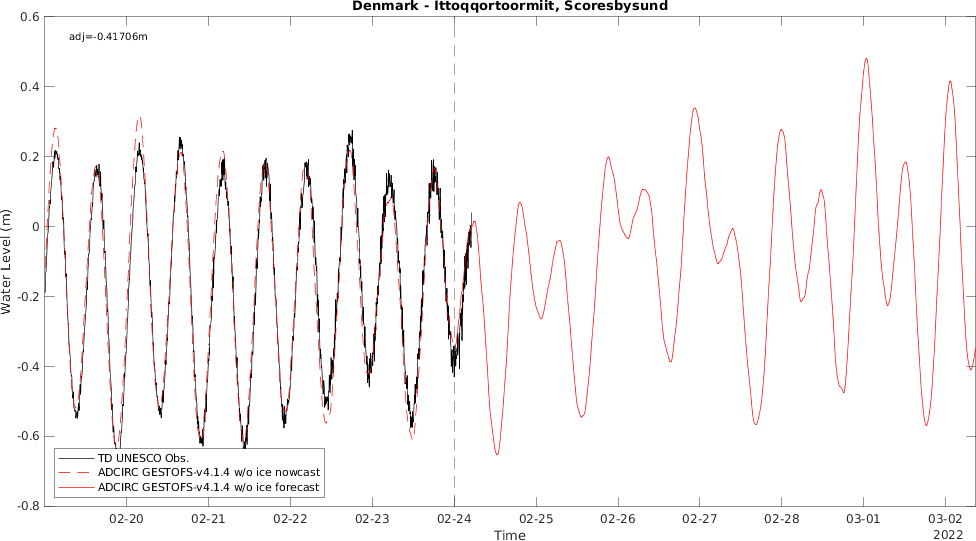 Denmark - Ittoqqortoormiit, Scoresbysund
adj=-0.41706m
0.6
0.4
0.2
0
-0.2
-0.4
-0.6
-0.8
Water Level (m)
TD UNESCO Obs.
ADCIRC GESTOFS-v4.1.4 w/o ice nowcast
ADCIRC GESTOFS-v4.1.4 w/o ice forecast
02-20 02-21 02-22 02-23 02-24 02-25 02-26 02-27 02-28 03-01 03-02
2022
Time